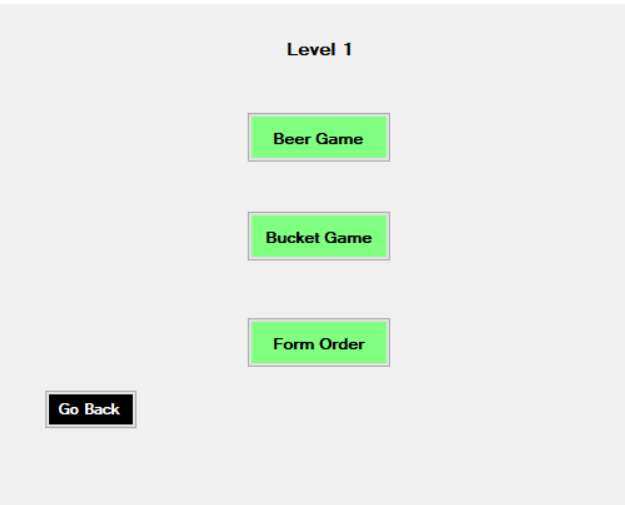 Level 1
Beer Game
Bucket Game
Form Order
Go Back